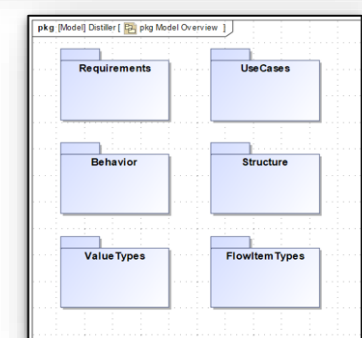 pkg [Model] Distiller [ pkg Model Overview ]
Requirements
UseCases
Behavior
Structure
ValueTypes
FlowItemTypes